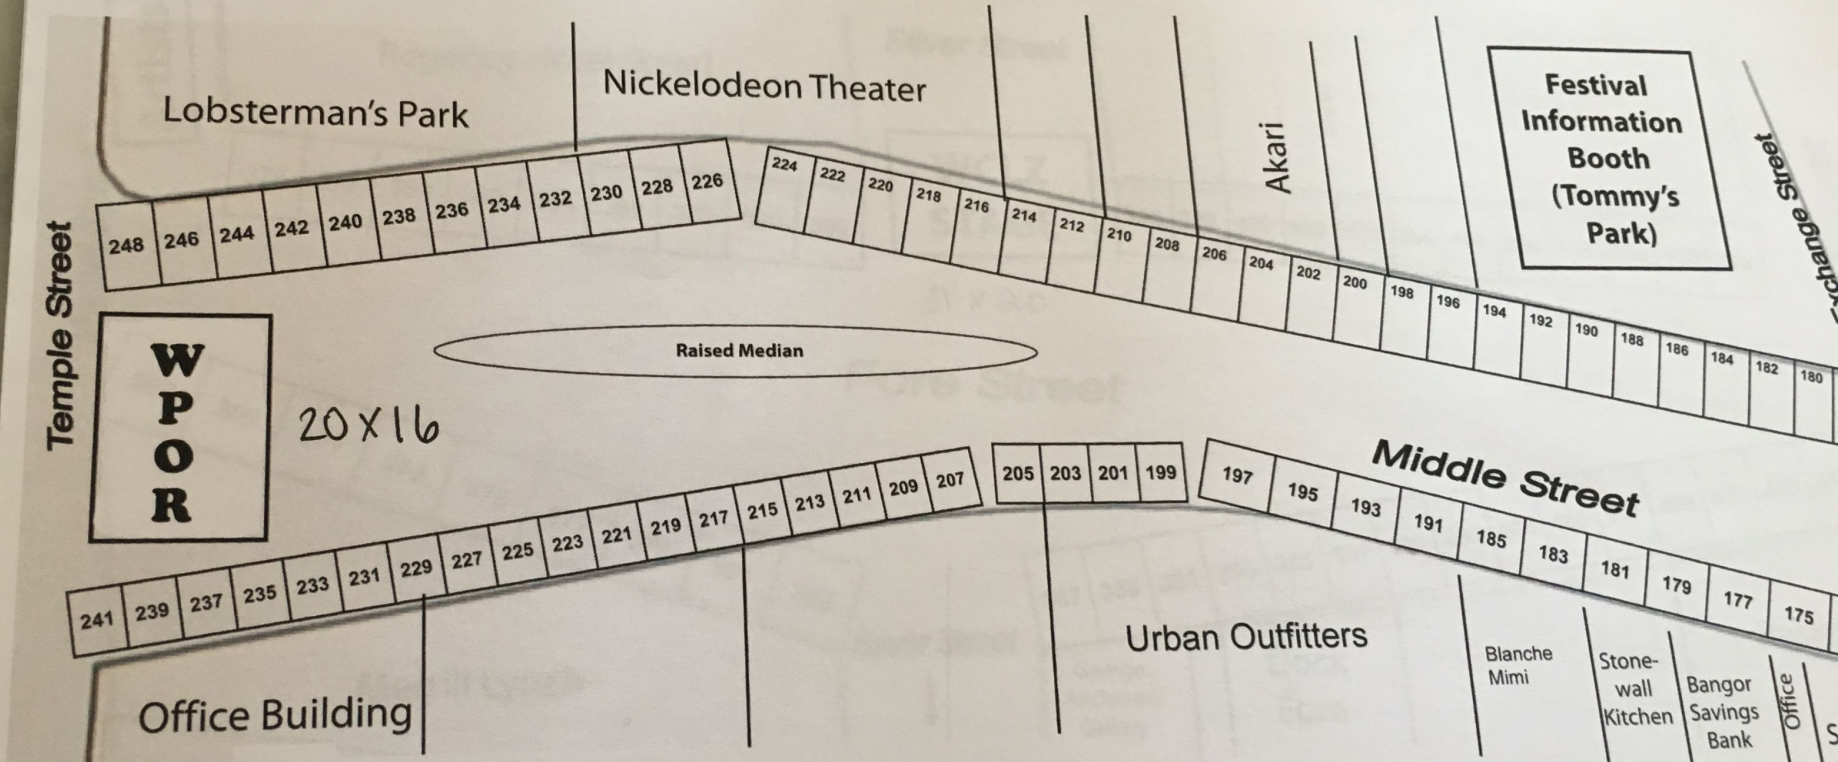 Lobsterman's Park
Nickelodeon Theater
Akari
Festival
Information
Booth
(Tommy's
Park)
change Street
248 246 244 242 240 238 236 234 232 230 228 226
224 222 220 218 216 214 212 210 208 206 204 202 200 198 196 194 192 190 188 186 184 182 180
Temple Street
W
P
O
R
20 X 16
Raised Median
Middle Street
241 239 237 235 233 231 229 227 225 223 221 219 217 215 213 211 209 207
205 203 201 199
197 195 193 191 185 183 181 179 177 175
Office Building
Urban Outfitters
Blanche
Mimi
Stone-
wall
Kitchen
Bangor
Savings
Bank
Office
S